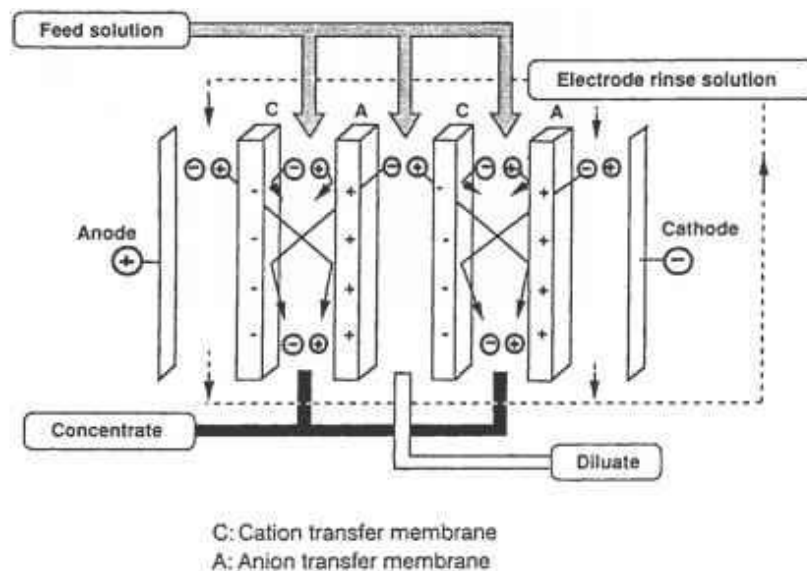 Feed solution
Electrode rinse solution
C A C A
Anode
Cathode
Concentrate
Diluate
C: Cation transfer membrane
A: Anion transfer membrane